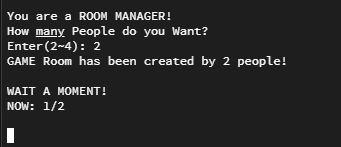 You are a ROOM MANAGER!
How many People do you Want?
Enter(2~4): 2
GAME Room has been created by 2 people!
WAIT A MOMENT!
NOW: 1/2